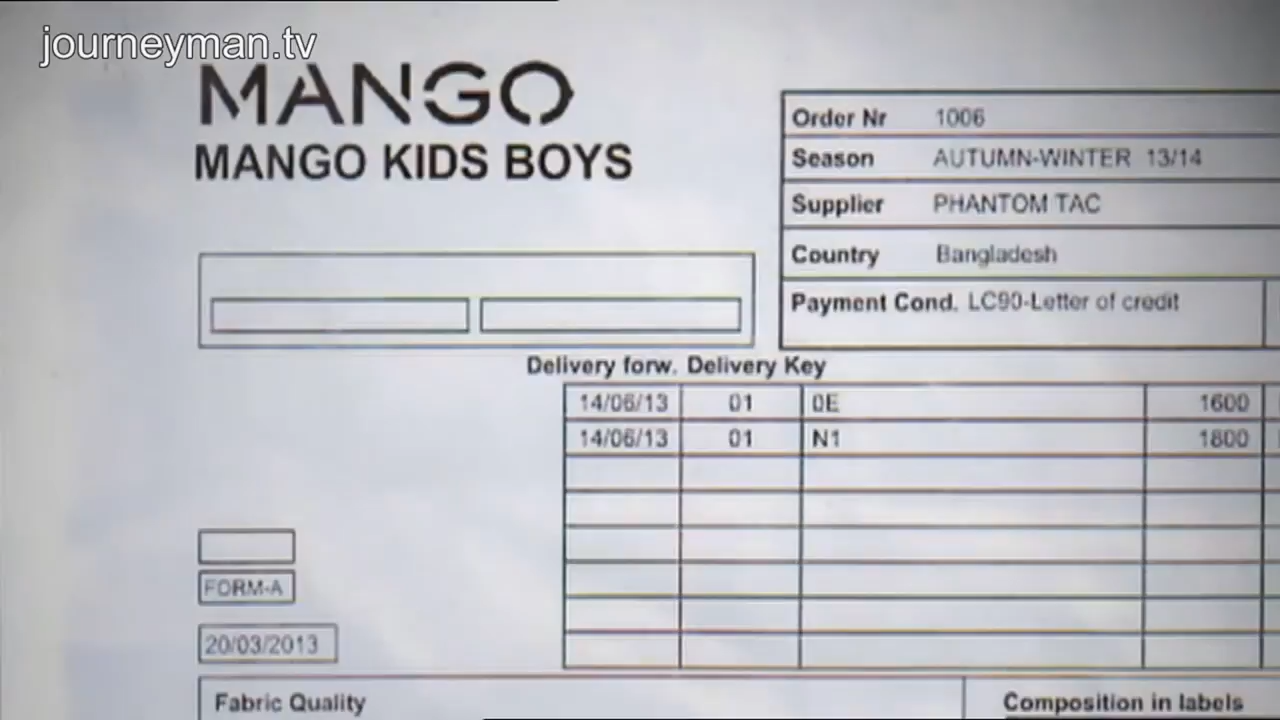 journeyman.tv
MANGO
MANGO KIDS BOYS
Order Nr 1006
Season AUTUMN-WINTER 13/14
Supplier PHANTOM TAC
Country Bangladesh
Payment Cond. LC90-Letter of credit
Delivery forw. Delivery Key
14/06/13 01 0E 1600
14/06/13 01 N1 1800
FORM-A
20/03/2013
Fabric Quality Composition in labels